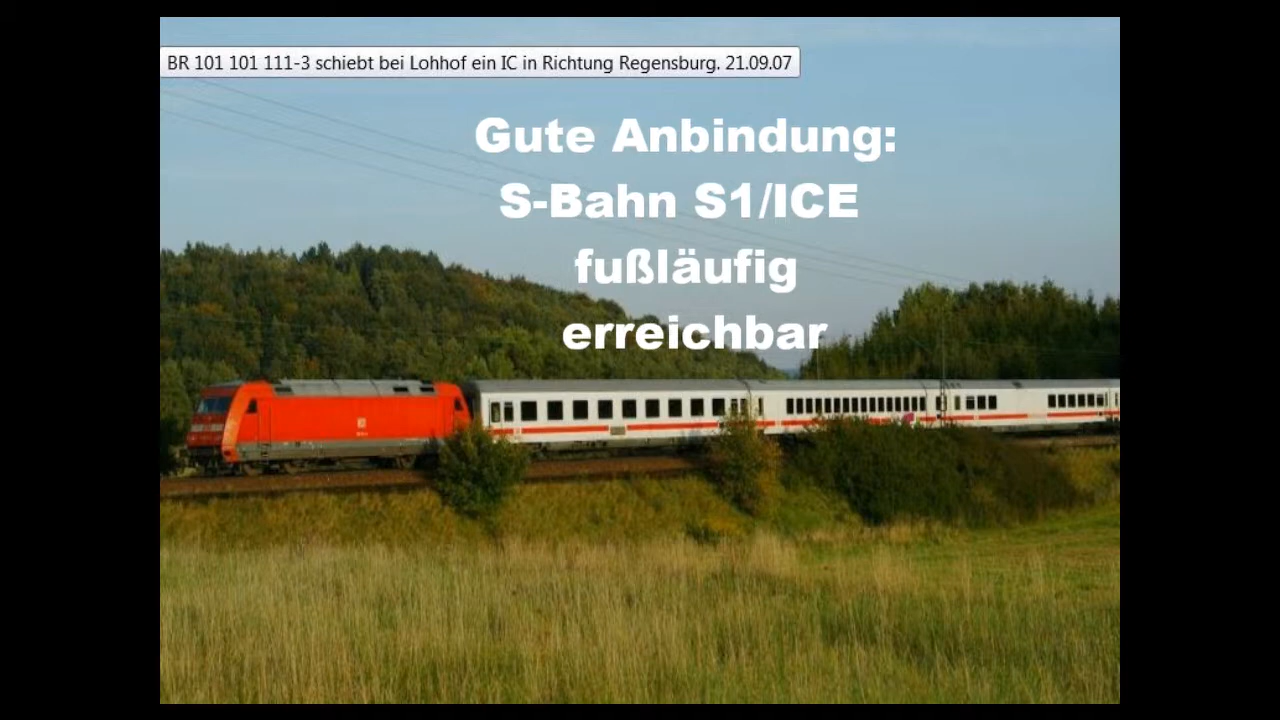 BR 101 101 111-3 schiebt bei Lohhof ein IC in Richtung Regensburg. 21.09.07
Gute Anbindung:
S-Bahn S1/ICE
fußläufig
erreichbar